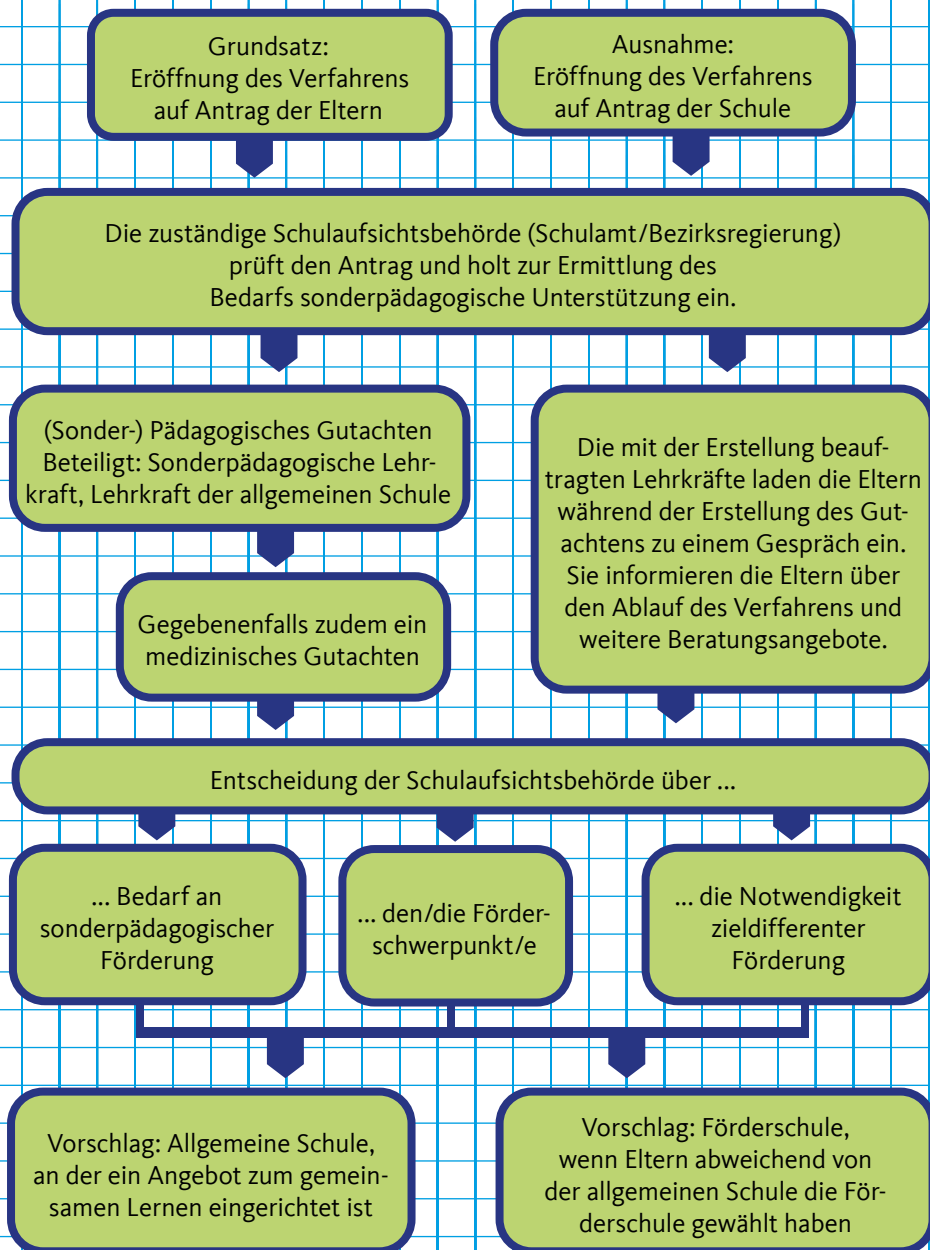 Grundsatz:
Eröffnung des Verfahrens
auf Antrag der Eltern
Ausnahme:
Eröffnung des Verfahrens
auf Antrag der Schule
Die zuständige Schulaufsichtsbehörde (Schulamt/Bezirksregierung)
prüft den Antrag und holt zur Ermittlung des
Bedarfs sonderpädagogische Unterstützung ein.
(Sonder-) Pädagogisches Gutachten
Beteiligt: Sonderpädagogische Lehr-
kraft, Lehrkraft der allgemeinen Schule
Gegebenenfalls zudem ein
medizinisches Gutachten
Die mit der Erstellung beauf-
tragten Lehrkräfte laden die Eltern
während der Erstellung des Gut-
achtens zu einem Gespräch ein.
Sie informieren die Eltern über
den Ablauf des Verfahrens und
weitere Beratungsangebote.
Entscheidung der Schulaufsichtsbehörde über ...
... Bedarf an
sonderpädagogischer
Förderung
... den/die Förder-
schwerpunkt/e
... die Notwendigkeit
zieldifferenter
Förderung
Vorschlag: Allgemeine Schule,
an der ein Angebot zum gemein-
samen Lernen eingerichtet ist
Vorschlag: Förderschule,
wenn Eltern abweichend von
der allgemeinen Schule die För-
derschule gewählt haben